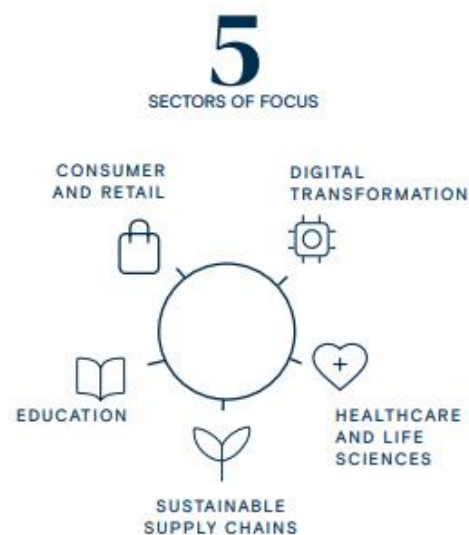 5
SECTORS OF FOCUS
CONSUMER
AND RETAIL
DIGITAL
TRANSFORMATION
EDUCATION
HEALTHCARE
AND LIFE
SCIENCES
SUSTAINABLE
SUPPLY CHAINS